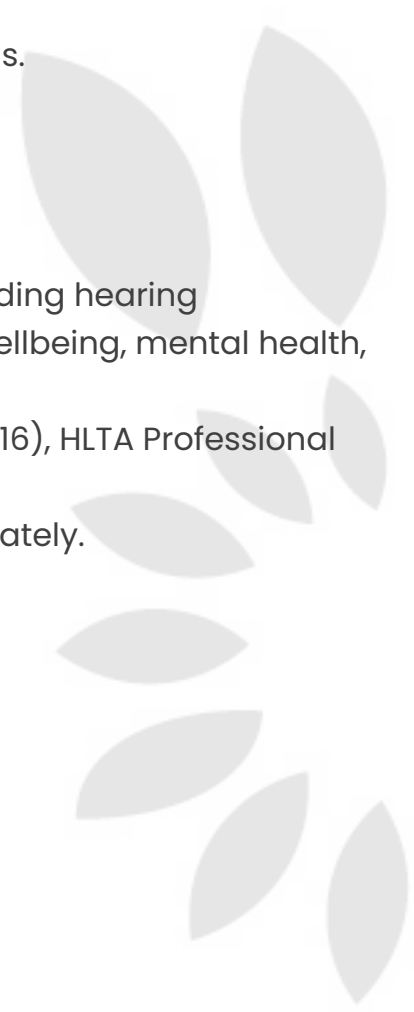 s.
ding hearing
ellbeing, mental health,
16), HLTA Professional
ately.